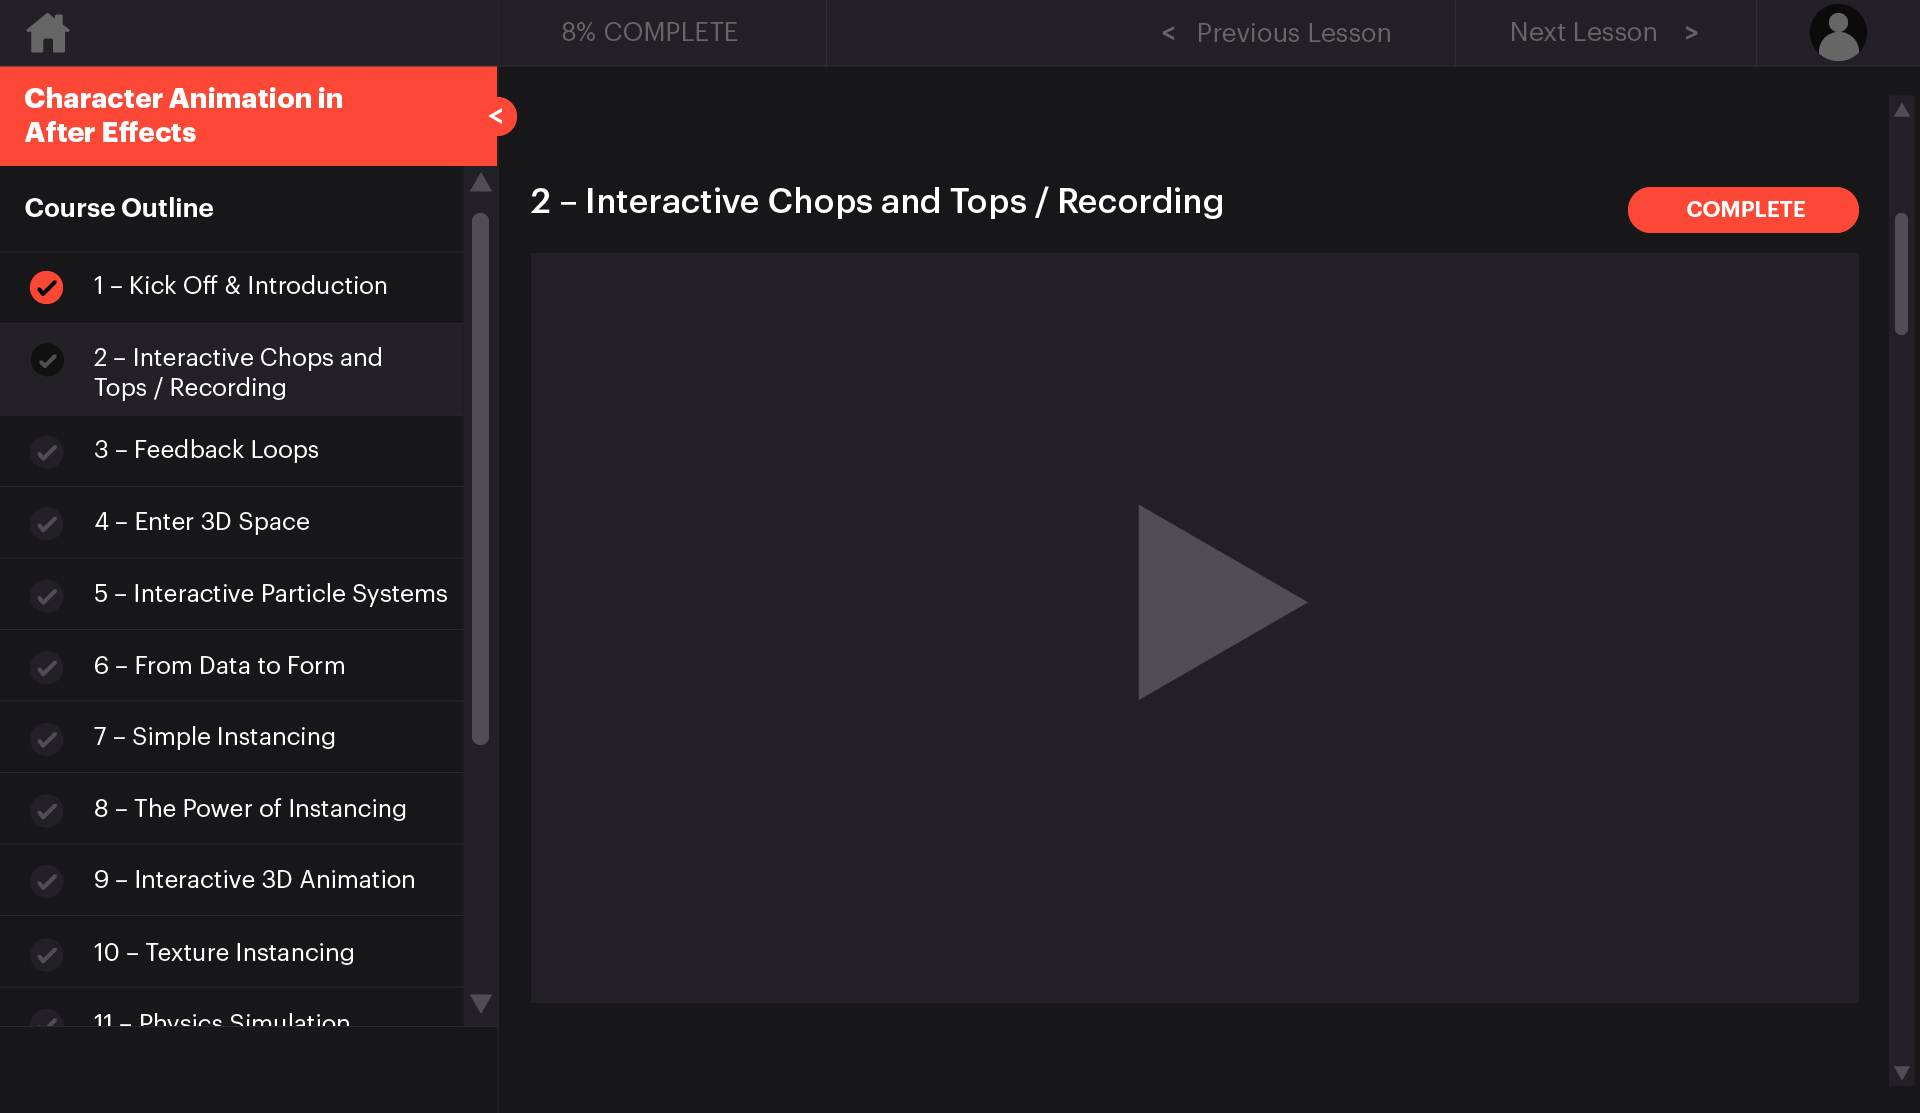 8% COMPLETE
< Previous Lesson
Next Lesson >
Character Animation in
After Effects
<
Course Outline
1 – Kick Off & Introduction
2 – Interactive Chops and
Tops / Recording
3 – Feedback Loops
4 – Enter 3D Space
5 – Interactive Particle Systems
6 – From Data to Form
7 – Simple Instancing
8 – The Power of Instancing
9 – Interactive 3D Animation
10 – Texture Instancing
11 – Physics Simulation
2 – Interactive Chops and Tops / Recording
COMPLETE